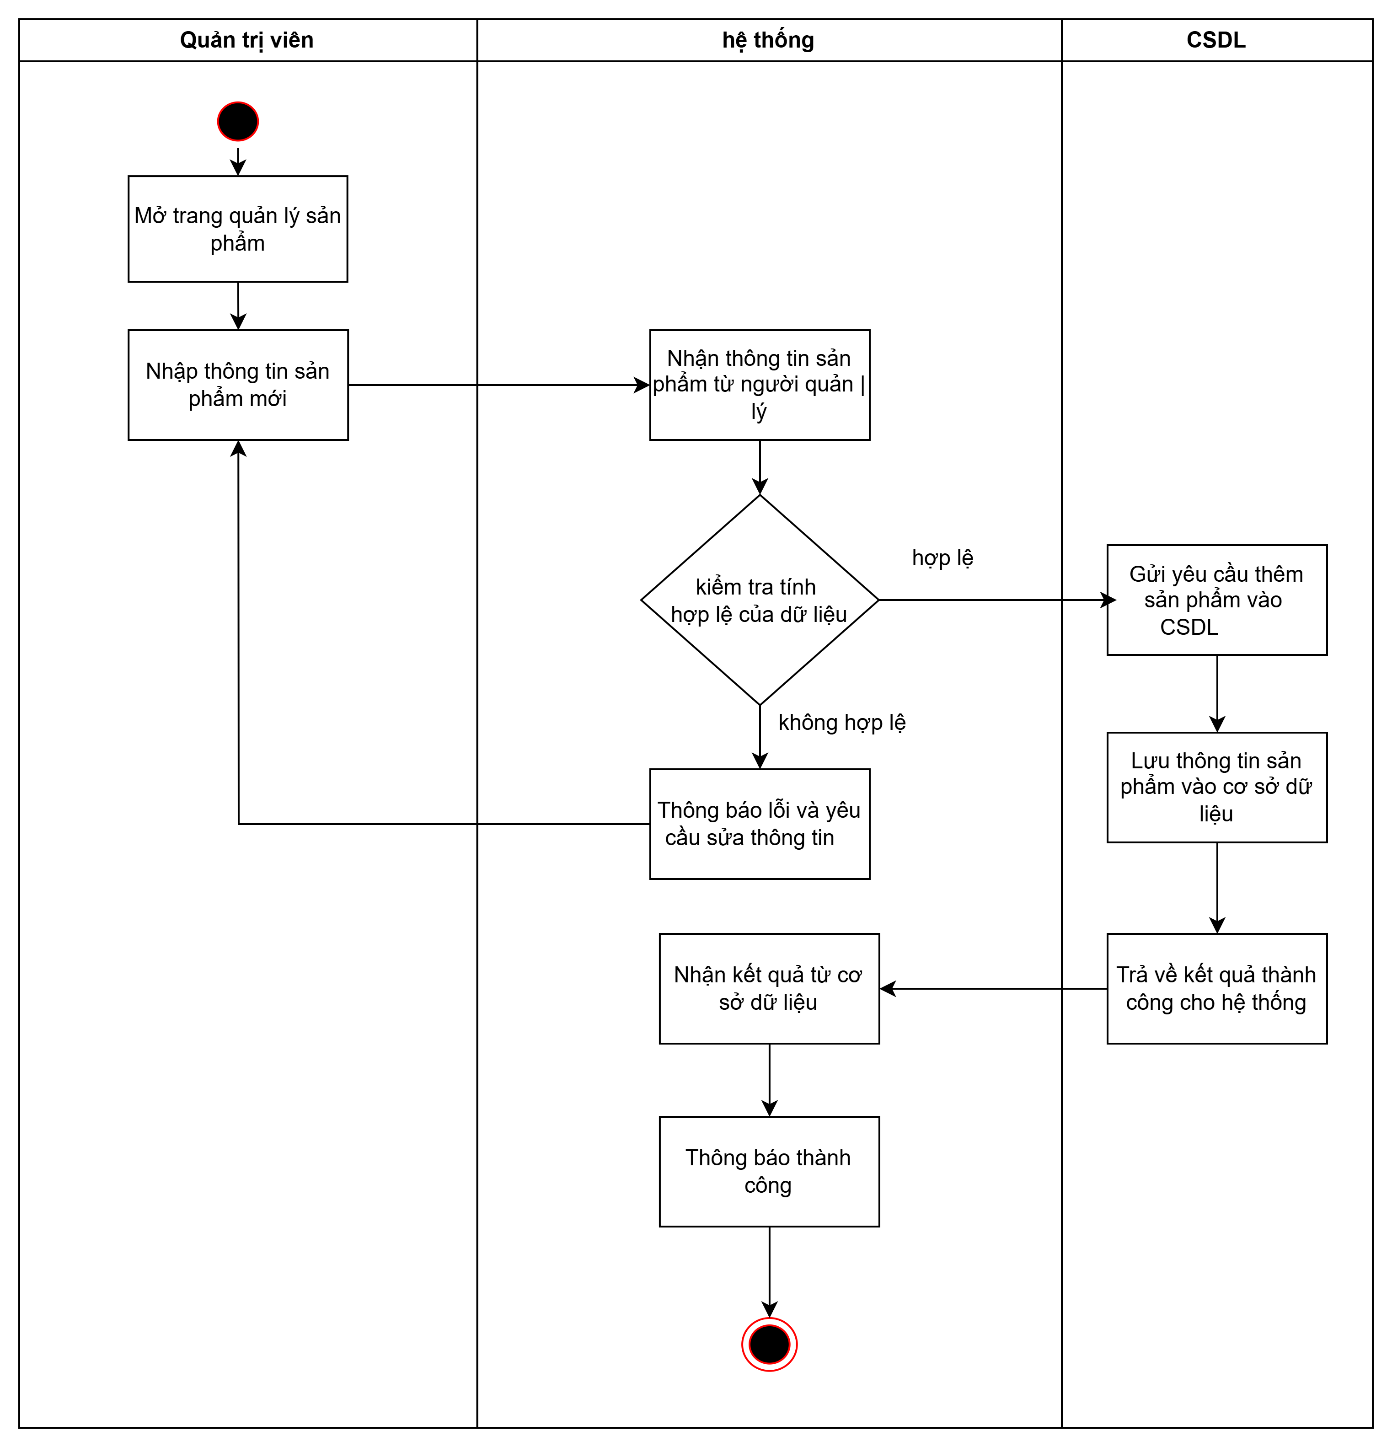 Quản trị viên
hệ thống
CSDL
Mở trang quản lý sản
phẩm
Nhập thông tin sản
phẩm mới
Nhận thông tin sản
phẩm từ người quản |
lý
kiểm tra tính
hợp lệ của dữ liệu
hợp lệ
Gửi yêu cầu thêm
sản phẩm vào
CSDL
không hợp lệ
Lưu thông tin sản
phẩm vào cơ sở dữ
liệu
Thông báo lỗi và yêu
cầu sửa thông tin
Nhận kết quả từ cơ
sở dữ liệu
Trả về kết quả thành
công cho hệ thống
Thông báo thành
công